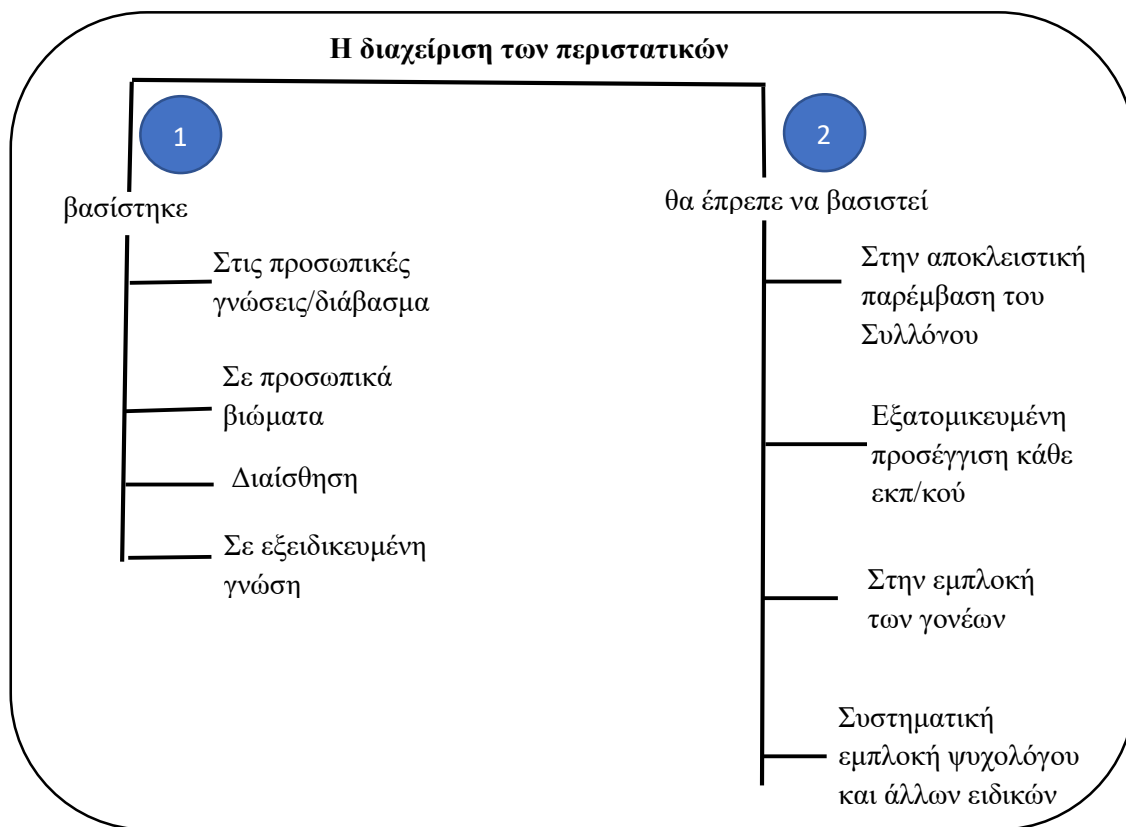 Η διαχείριση των περιστατικών
1
βασίστηκε
Στις προσωπικές
γνώσεις/διάβασμα
Σε προσωπικά
βιώματα
Διαίσθηση
Σε εξειδικευμένη
γνώση
2
θα έπρεπε να βασιστεί
Στην αποκλειστική
παρέμβαση του
Συλλόγου
Εξατομικευμένη
προσέγγιση κάθε
εκπ/κού
Στην εμπλοκή
των γονέων
Συστηματική
εμπλοκή ψυχολόγου
και άλλων ειδικών